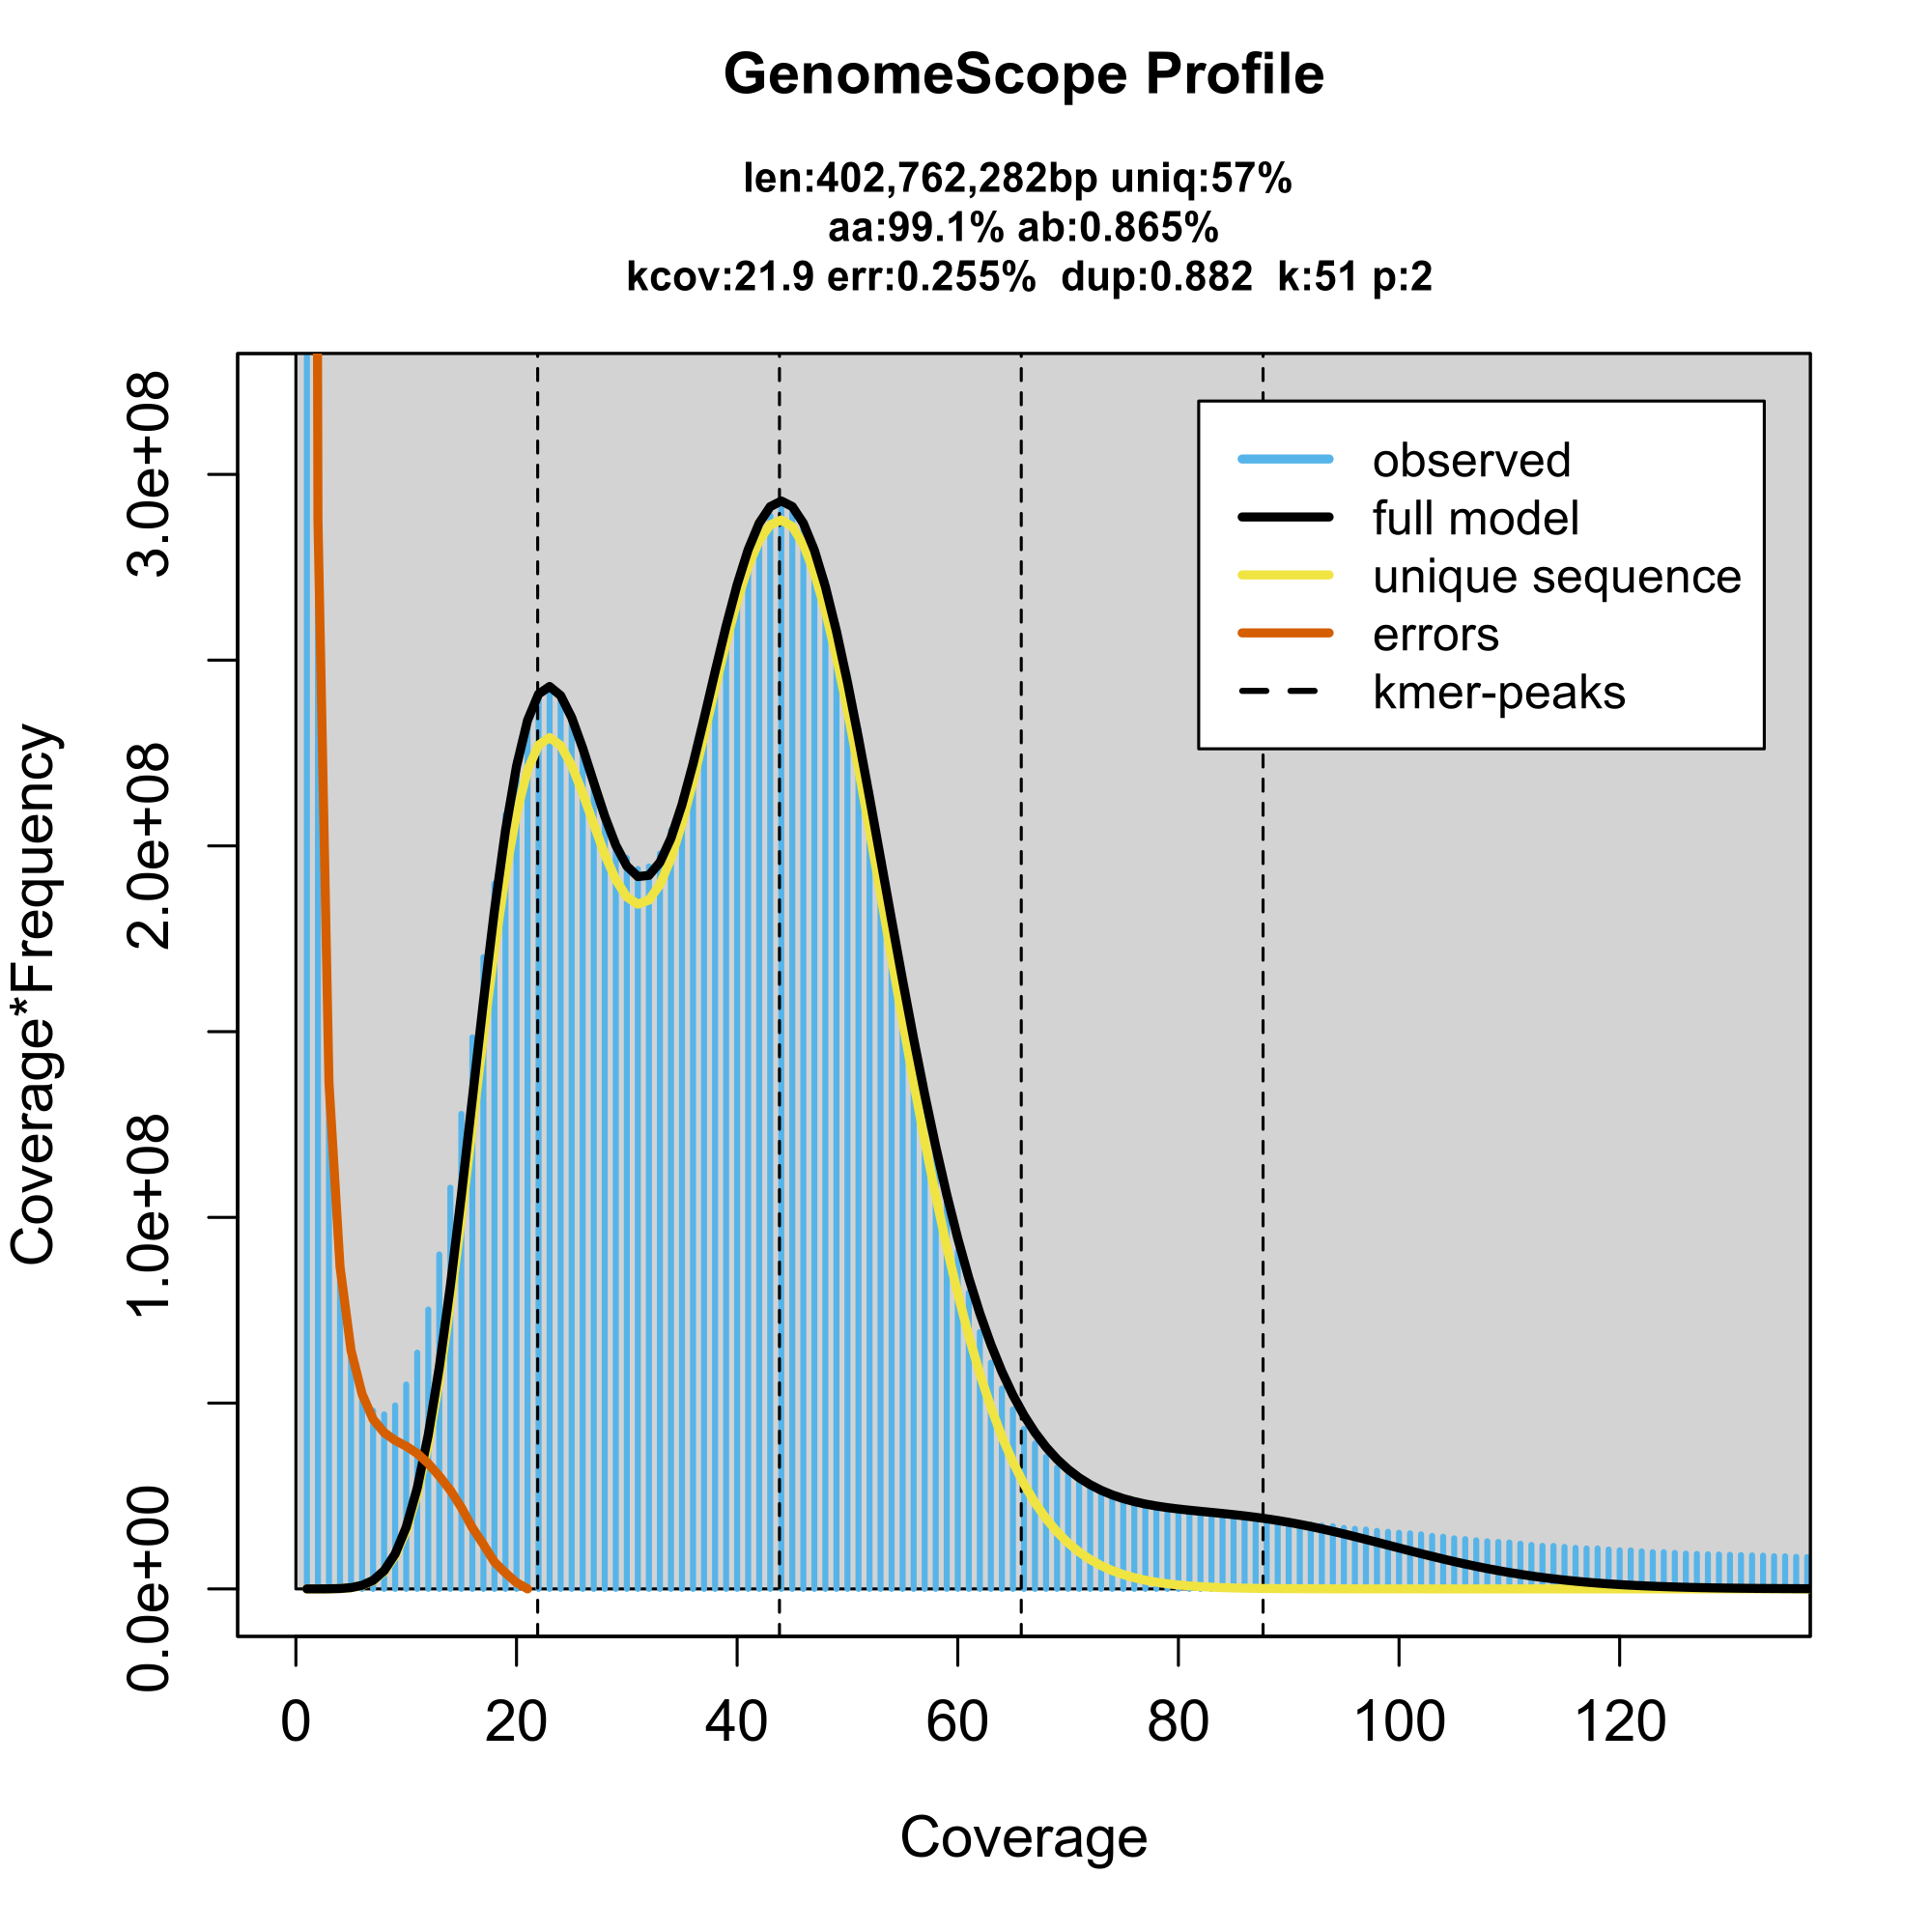 GenomeScope Profile
len:402,762,282bp uniq:57%
aa:99.1% ab:0.865%
kcov:21.9 err:0.255% dup:0.882 k:51 p:2
observed
full model
unique sequence
errors
kmer-peaks
Coverage*Frequency
3.0e+08
2.0e+08
1.0e+08
0.0e+00
0 20 40 60 80 100 120
Coverage